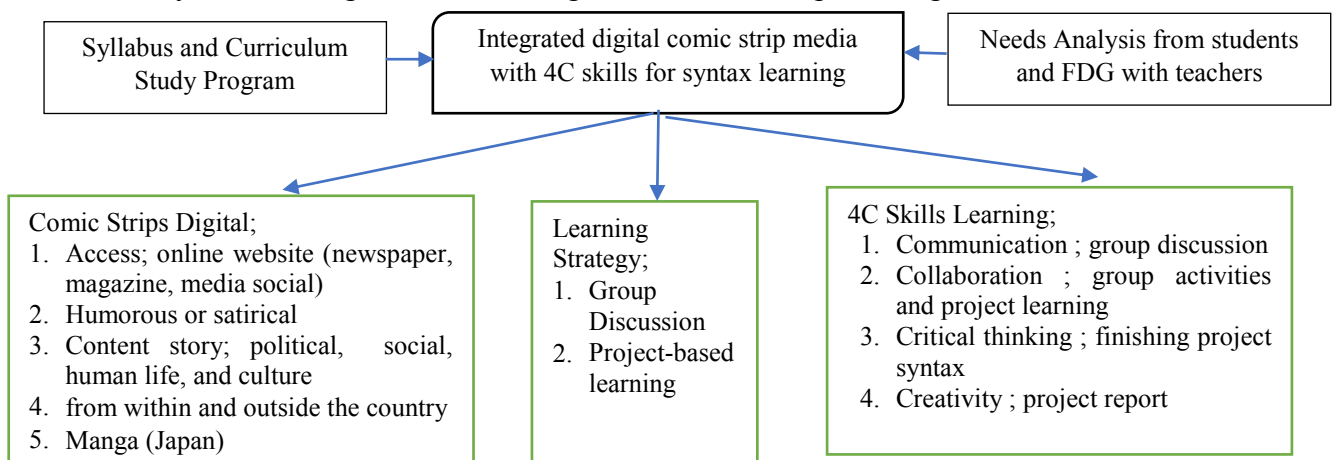 Syllabus and Curriculum
Study Program
Integrated digital comic strip media
with 4C skills for syntax learning
Needs Analysis from students
and FDG with teachers
Comic Strips Digital;
1. Access; online website (newspaper,
magazine, media social)
2. Humorous or satirical
3. Content story; political, social,
human life, and culture
4. from within and outside the country
5. Manga (Japan)
Learning
Strategy;
1. Group
Discussion
2. Project-based
learning
4C Skills Learning;
1. Communication ; group discussion
2. Collaboration ; group activities
and project learning
3. Critical thinking ; finishing project
syntax
4. Creativity ; project report